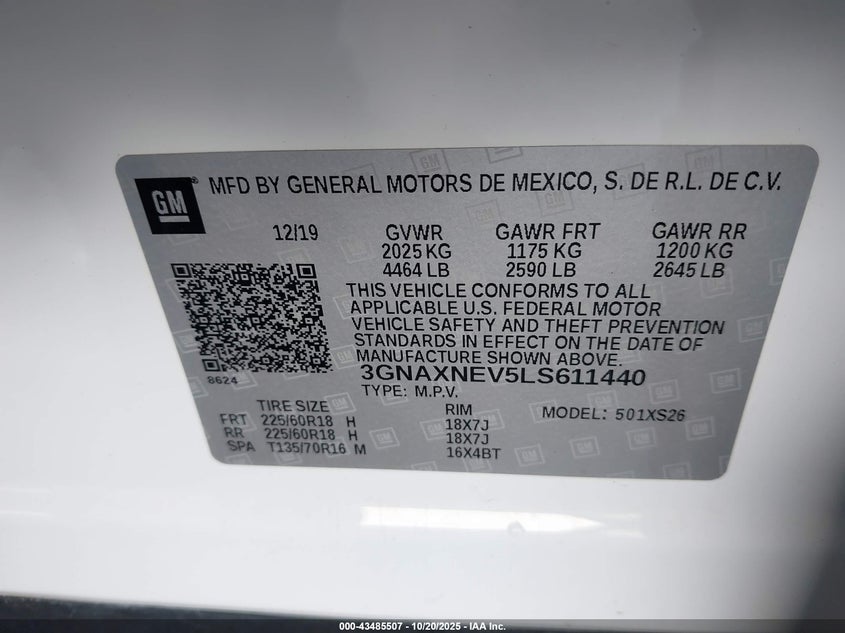 GM ® MFD BY GENERAL MOTORS DE MEXICO, S. DE R.L. DE C.V.
12/19 GVWR GAWR FRT GAWR RR
2025 KG 1175 KG 1200 KG
4464 LB 2590 LB 2645 LB
THIS VEHICLE CONFORMS TO ALL
APPLICABLE U.S. FEDERAL MOTOR
VEHICLE SAFETY AND THEFT PREVENTION
STANDARDS IN EFFECT ON THE DATE OF
MANUFACTURE SHOWN ABOVE.
8624
3GNAXNEV5LS611440
TYPE: M.P.V.
TIRE SIZE RIM MODEL: 501XS26
FRT 225/60R18 H 18X7J
RR 225/60R18 H 18X7J
SPA T135/70R16 M 16X4BT
000-43485507 - 10/20/2025 - IAA Inc.